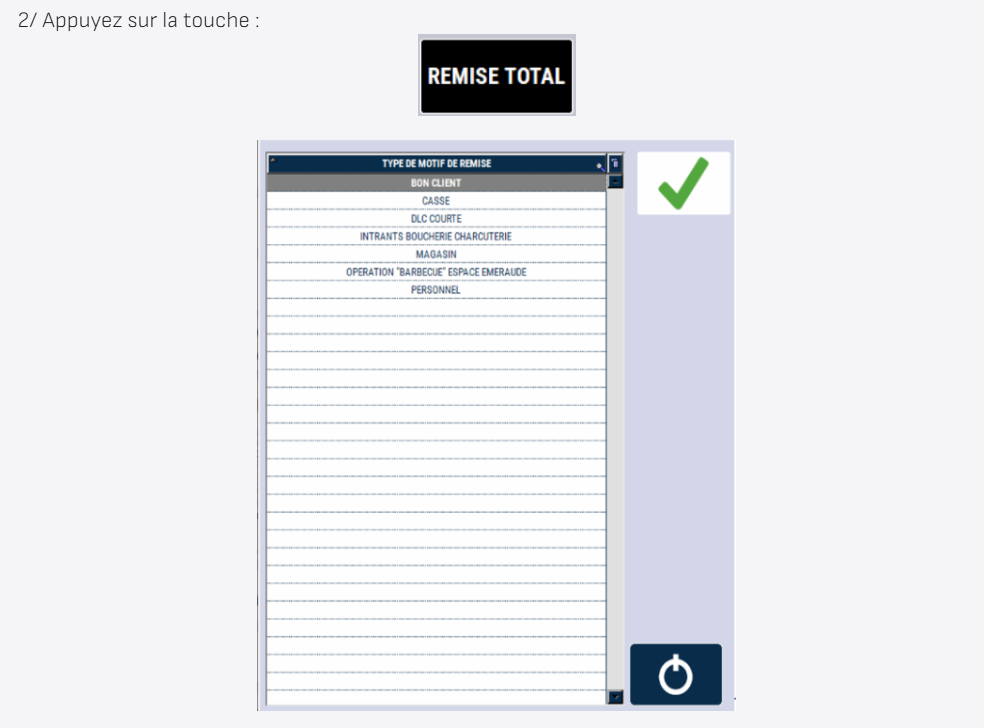 2/ Appuyez sur la touche :
REMISE TOTAL
TYPE DE MOTIF DE REMISE
BON CLIENT
CASSE
DLC COURTE
INTRANTS BOUCHERIE CHARCUTERIE
MAGASIN
OPERATION "BARBECUE" ESPACE EMERAUDE
PERSONNEL